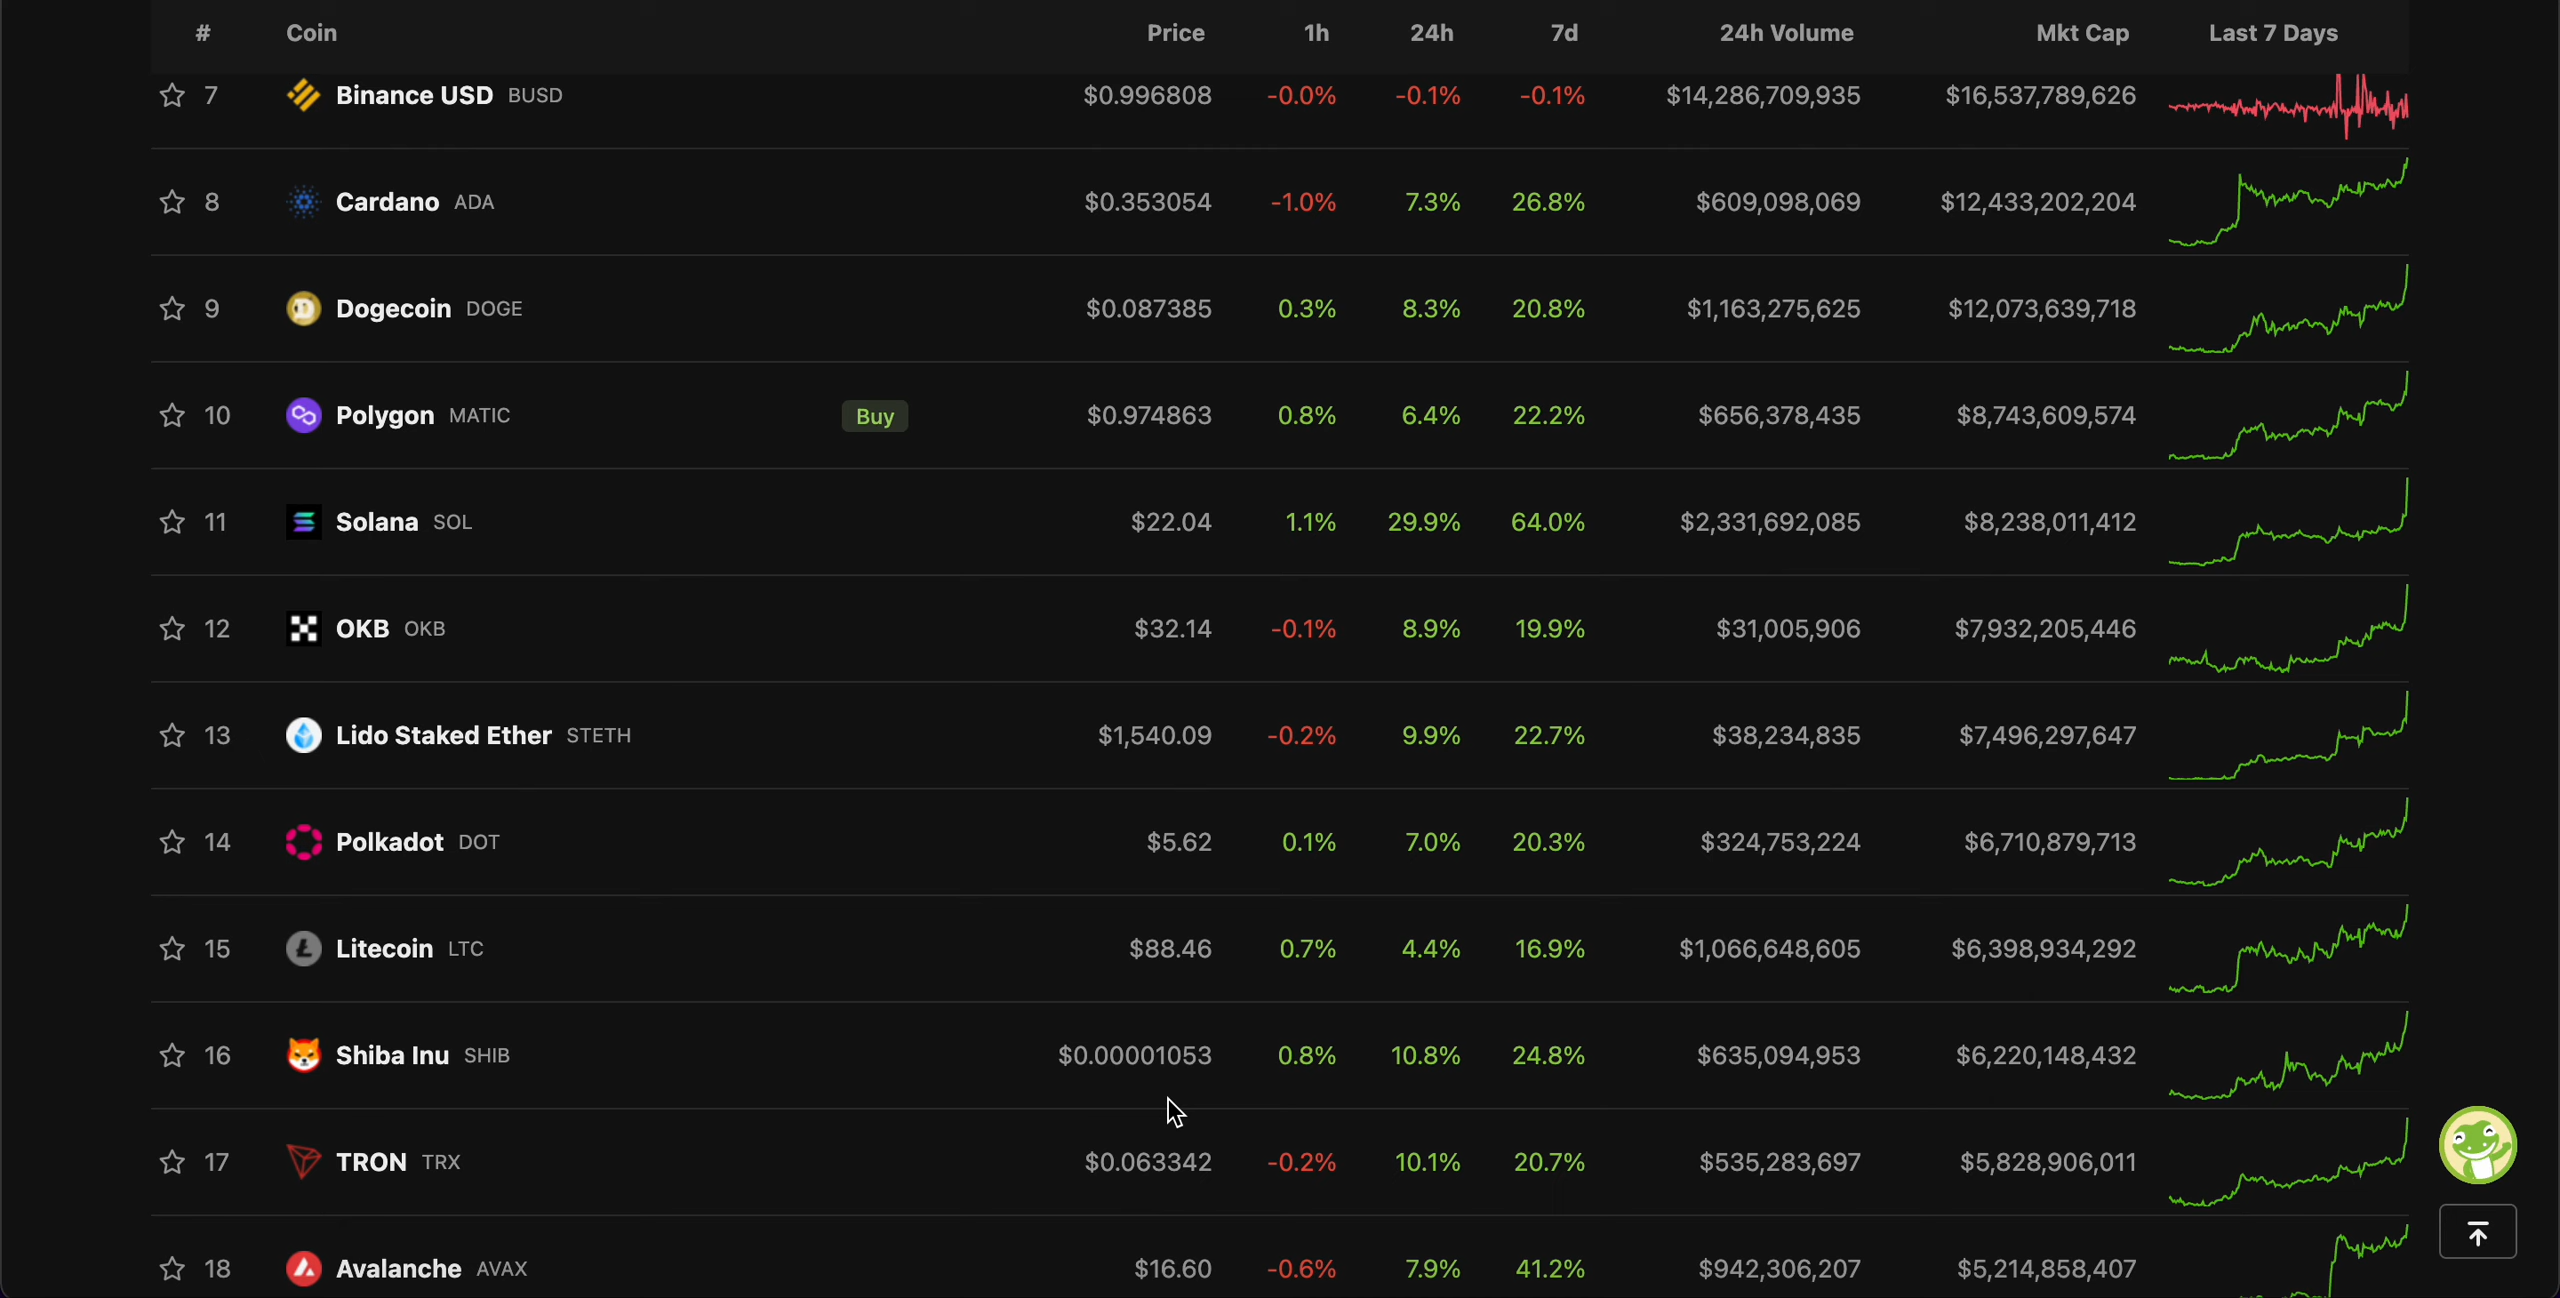 # Coin Price 1h 24h 7d 24h Volume Mkt Cap Last 7 Days
7 Binance USD BUSD $0.996808 -0.0% -0.1% -0.1% $14,286,709,935 $16,537,789,626
8 Cardano ADA $0.353054 -1.0% 7.3% 26.8% $609,098,069 $12,433,202,204
9 Dogecoin DOGE $0.087385 0.3% 8.3% 20.8% $1,163,275,625 $12,073,639,718
10 Polygon MATIC Buy $0.974863 0.8% 6.4% 22.2% $656,378,435 $8,743,609,574
11 Solana SOL $22.04 1.1% 29.9% 64.0% $2,331,692,085 $8,238,011,412
12 OKB OKB $32.14 -0.1% 8.9% 19.9% $31,005,906 $7,932,205,446
13 Lido Staked Ether STETH $1,540.09 -0.2% 9.9% 22.7% $38,234,835 $7,496,297,647
14 Polkadot DOT $5.62 0.1% 7.0% 20.3% $324,753,224 $6,710,879,713
15 Litecoin LTC $88.46 0.7% 4.4% 16.9% $1,066,648,605 $6,398,934,292
16 Shiba Inu SHIB $0.00001053 0.8% 10.8% 24.8% $635,094,953 $6,220,148,432
17 TRON TRX $0.063342 -0.2% 10.1% 20.7% $535,283,697 $5,828,906,011
18 Avalanche AVAX $16.60 -0.6% 7.9% 41.2% $942,306,207 $5,214,858,407